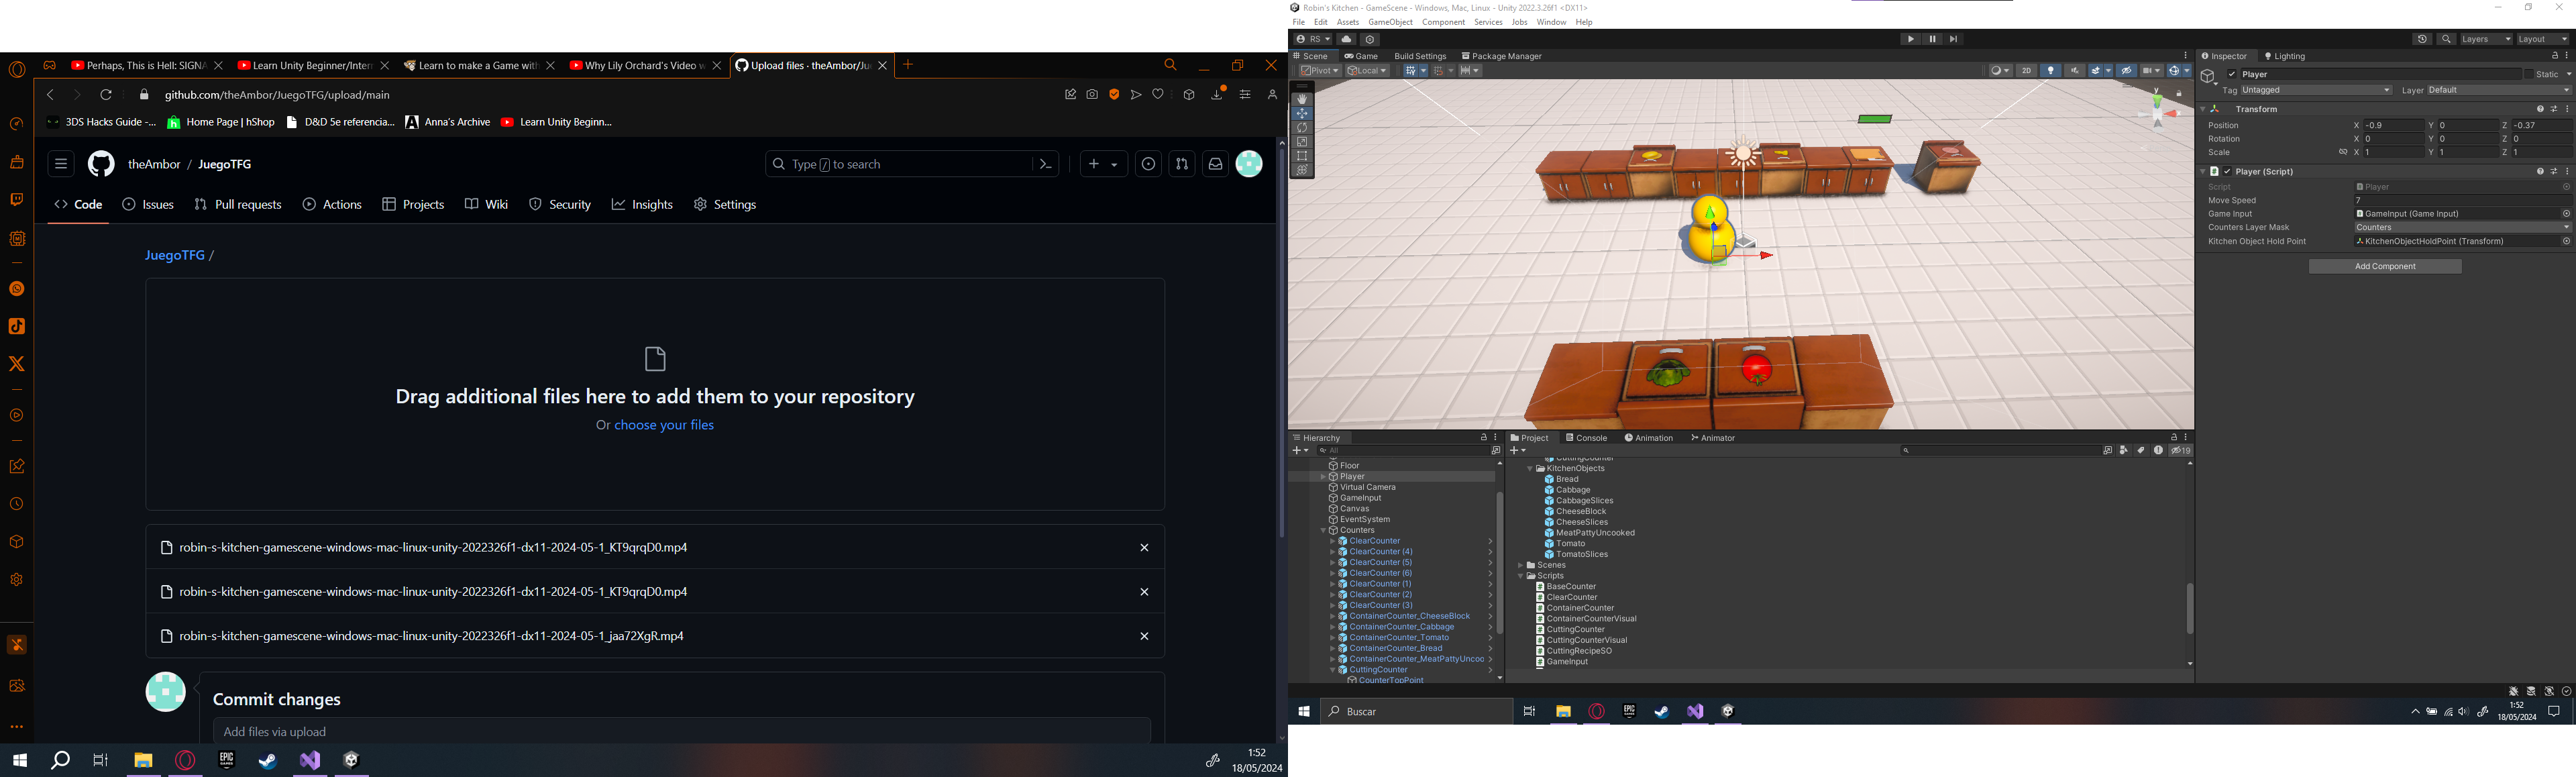 Perhaps, This is Hell: SIGNA
Learn Unity Beginner/Interr
Learn to make a Game with
Why Lily Orchard's Video w
Upload files · theAmbor/Jue
github.com/theAmbor/JuegoTFG/upload/main
3DS Hacks Guide -...
Home Page | hShop
D&D 5e referencia...
Anna's Archive
Learn Unity Beginn...
theAmbor / JuegoTFG
Type / to search
Code
Issues
Pull requests
Actions
Projects
Wiki
Security
Insights
Settings
JuegoTFG /
Drag additional files here to add them to your repository
Or choose your files
robin-s-kitchen-gamescene-windows-mac-linux-unity-2022326f1-dx11-2024-05-1_KT9qrqD0.mp4
robin-s-kitchen-gamescene-windows-mac-linux-unity-2022326f1-dx11-2024-05-1_KT9qrqD0.mp4
robin-s-kitchen-gamescene-windows-mac-linux-unity-2022326f1-dx11-2024-05-1_jaa72XgR.mp4
Commit changes
Add files via upload
EPIC GAMES
1:52
18/05/2024
Robin's Kitchen - GameScene - Windows, Mac, Linux - Unity 2022.3.26f1 <DX11>
File Edit Assets GameObject Component Services Jobs Window Help
RS
Layers
Layout
Scene
Game
Build Settings
Package Manager
Pivot
Local
2D
y
Inspector
Lighting
Player
Static
Tag Untagged
Layer Default
Transform
Position X -0.9 Y 0 Z -0.37
Rotation X 0 Y 0 Z 0
Scale X 1 Y 1 Z 1
Player (Script)
Script Player
Move Speed 7
Game Input GameInput (Game Input)
Counters Layer Mask Counters
Kitchen Object Hold Point KitchenObjectHoldPoint (Transform)
Add Component
Hierarchy
All
Floor
Player
Virtual Camera
GameInput
Canvas
EventSystem
Counters
ClearCounter
ClearCounter (4)
ClearCounter (5)
ClearCounter (6)
ClearCounter (1)
ClearCounter (2)
ClearCounter (3)
ContainerCounter_CheeseBlock
ContainerCounter_Cabbage
ContainerCounter_Tomato
ContainerCounter_Bread
ContainerCounter_MeatPattyUncoo
CuttingCounter
CounterTopPoint
Project
Console
Animation
Animator
19
CuttingCounter
KitchenObjects
Bread
Cabbage
CabbageSlices
CheeseBlock
CheeseSlices
MeatPattyUncooked
Tomato
TomatoSlices
Scenes
Scripts
BaseCounter
ClearCounter
ContainerCounter
ContainerCounterVisual
CuttingCounter
CuttingCounterVisual
CuttingRecipeSO
GameInput
Buscar
EPIC GAMES
1:52
18/05/2024